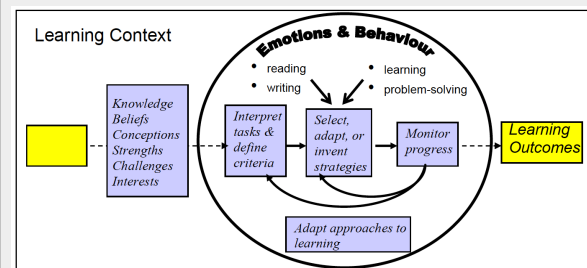 Learning Context
Emotions & Behaviour
• reading
• writing
• learning
• problem-solving
Knowledge
Beliefs
Conceptions
Strengths
Challenges
Interests
Interpret
tasks &
define
criteria
Select,
adapt, or
invent
strategies
Monitor
progress
Learning
Outcomes
Adapt approaches to
learning